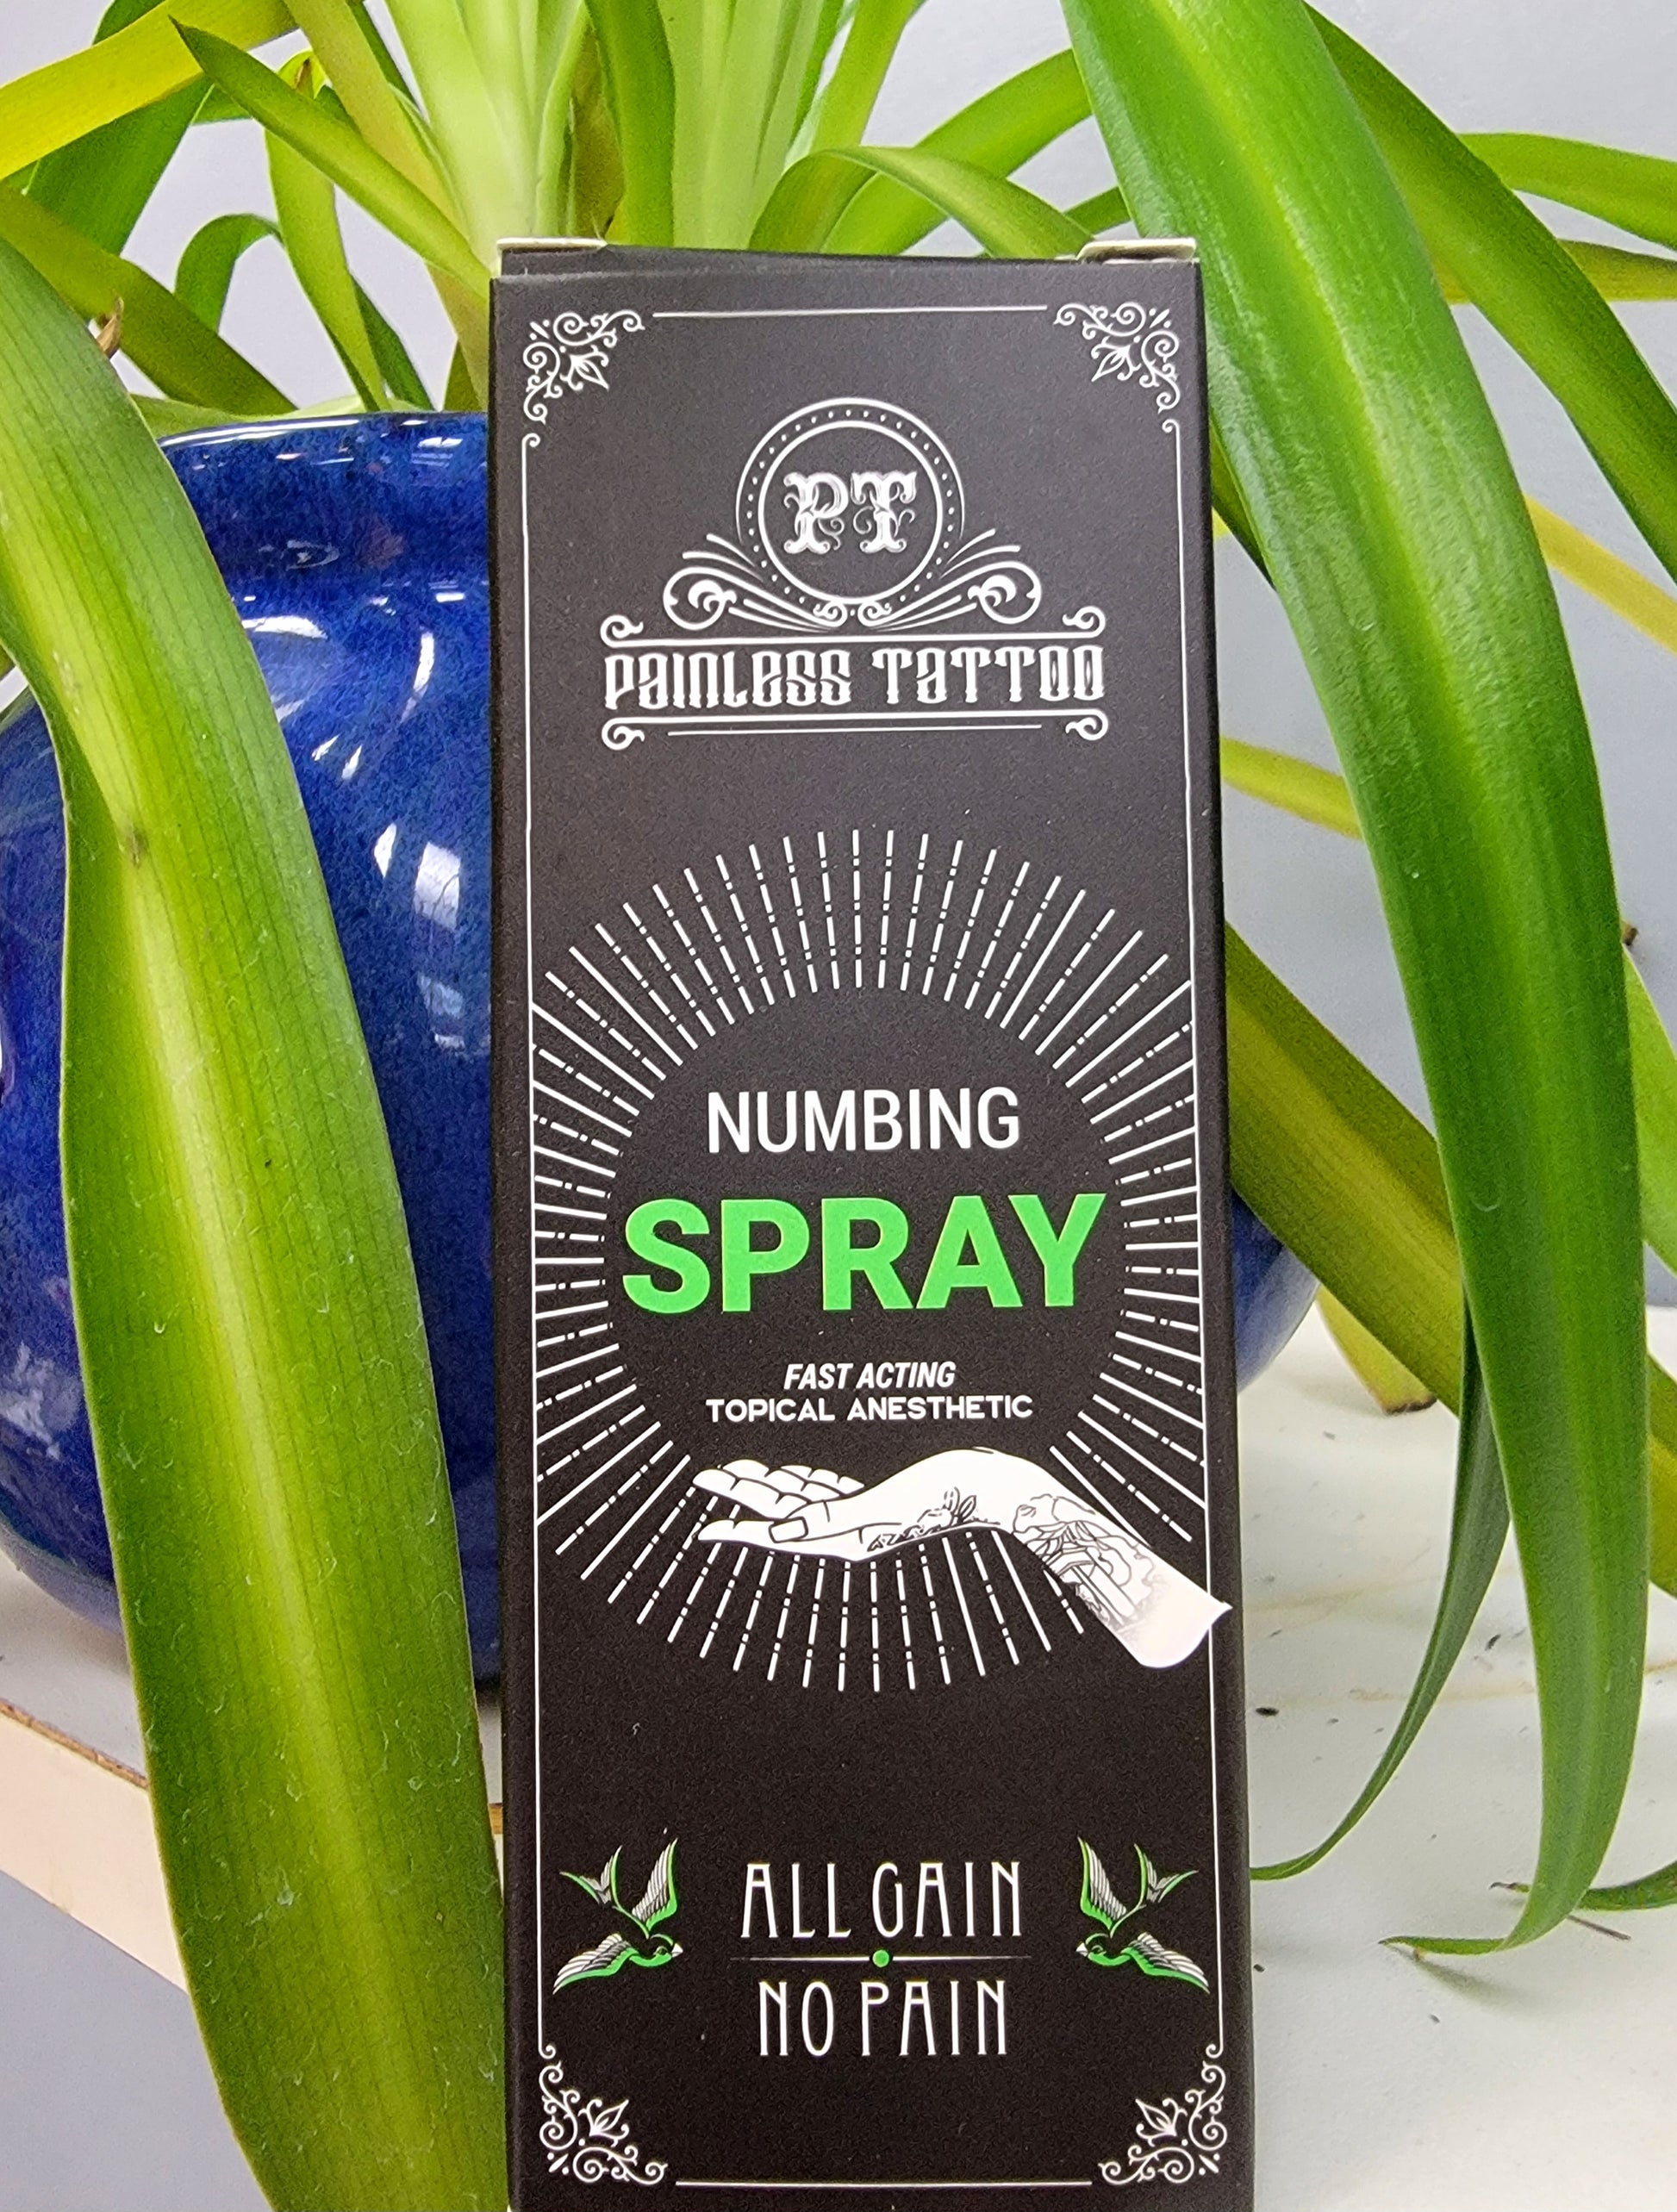 PT
PAINLESS TATTOO
NUMBING
SPRAY
FAST ACTING
TOPICAL ANESTHETIC
ALL GAIN
NO PAIN